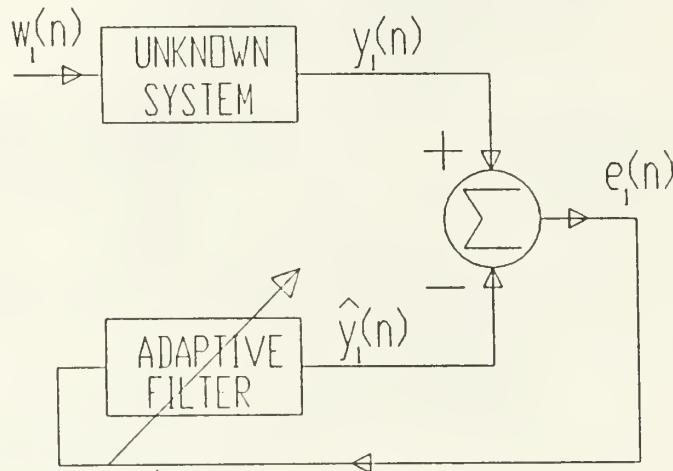 w₁(n)
UNKNOWN
SYSTEM
y₁(n)
+
Σ
e₁(n)
−
ŷ₁(n)
ADAPTIVE
FILTER